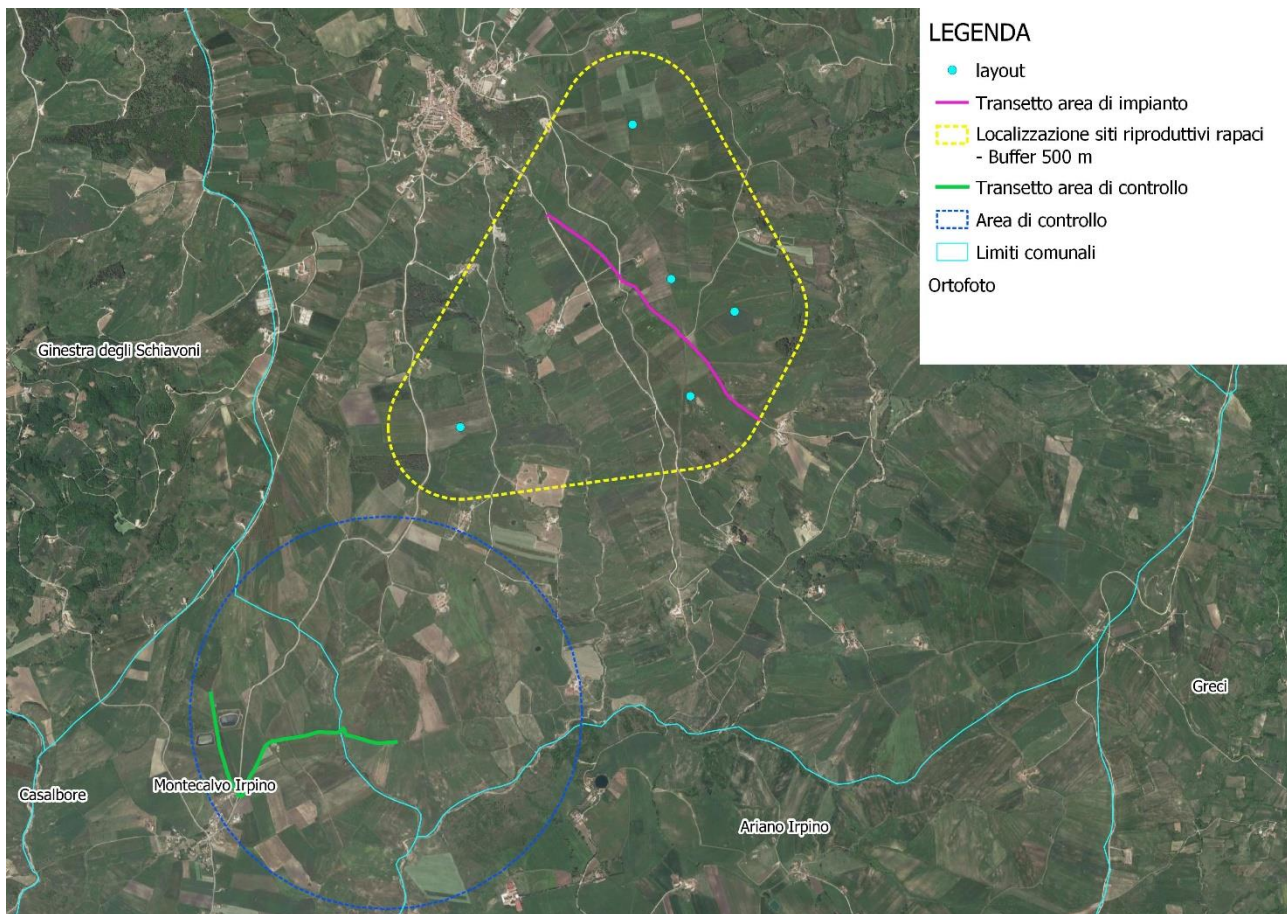 LEGENDA
layout
Transetto area di impianto
Localizzazione siti riproduttivi rapaci
- Buffer 500 m
Transetto area di controllo
Area di controllo
Limiti comunali
Ortofoto
Ginestra degli Schiavoni
Greci
Montecalvo Irpino
Casalbore
Ariano Irpino